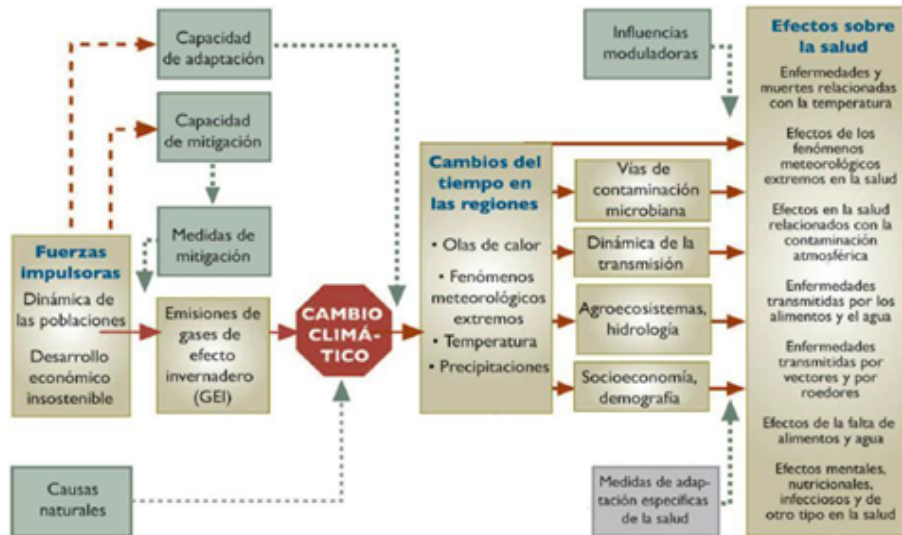 Capacidad
de adaptación
Capacidad
de mitigación
Medidas de
mitigación
Fuerzas
impulsoras
Dinámica de
las poblaciones
Desarrollo
económico
insostenible
Emisiones de
gases de
efecto
invernadero
(GEI)
CAMBIO
CLIMÁ-
TICO
Causas
naturales
Cambios del
tiempo en
las regiones
• Olas de calor
• Fenómenos
meteorológicos
extremos
• Temperatura
• Precipitaciones
Influencias
moduladoras
Vías de
contaminación
microbiana
Dinámica de la
transmisión
Agroecosistemas,
hidrología
Socioeconomía,
demografía
Medidas de adap-
tación específicas
de la salud
Efectos sobre
la salud
Enfermedades y
muertes relacionadas
con la temperatura
Efectos de los
fenómenos
meteorológicos
extremos en la salud
Efectos en la salud
relacionados con la
contaminación
atmosférica
Enfermedades
transmitidas por los
alimentos y el agua
Enfermedades
transmitidas por
vectores y por
roedores
Efectos de la falta de
alimentos y agua
Efectos mentales,
nutricionales,
infecciosos y de
otro tipo en la salud